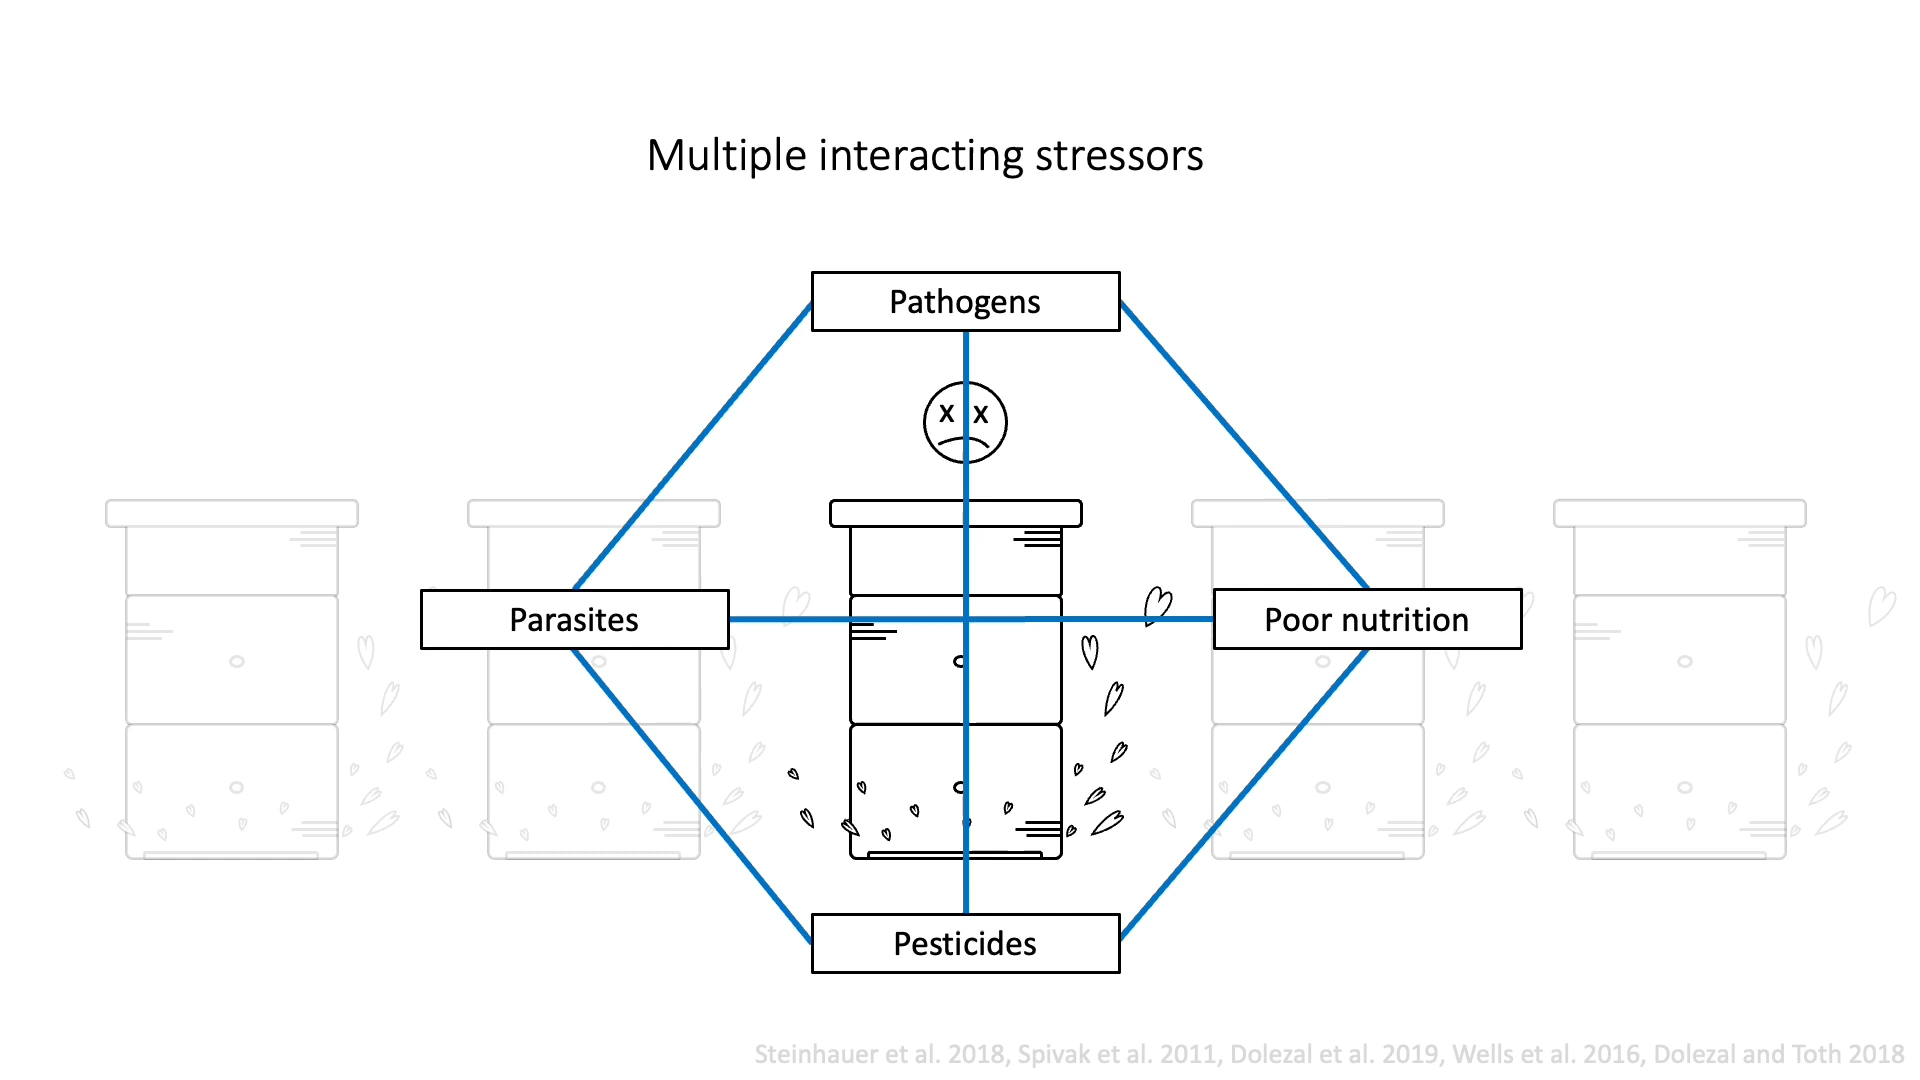 Multiple interacting stressors
Pathogens
x x
Parasites
Poor nutrition
Pesticides
Steinhauer et al. 2018, Spivak et al. 2011, Dolezal et al. 2019, Wells et al. 2016, Dolezal and Toth 2018